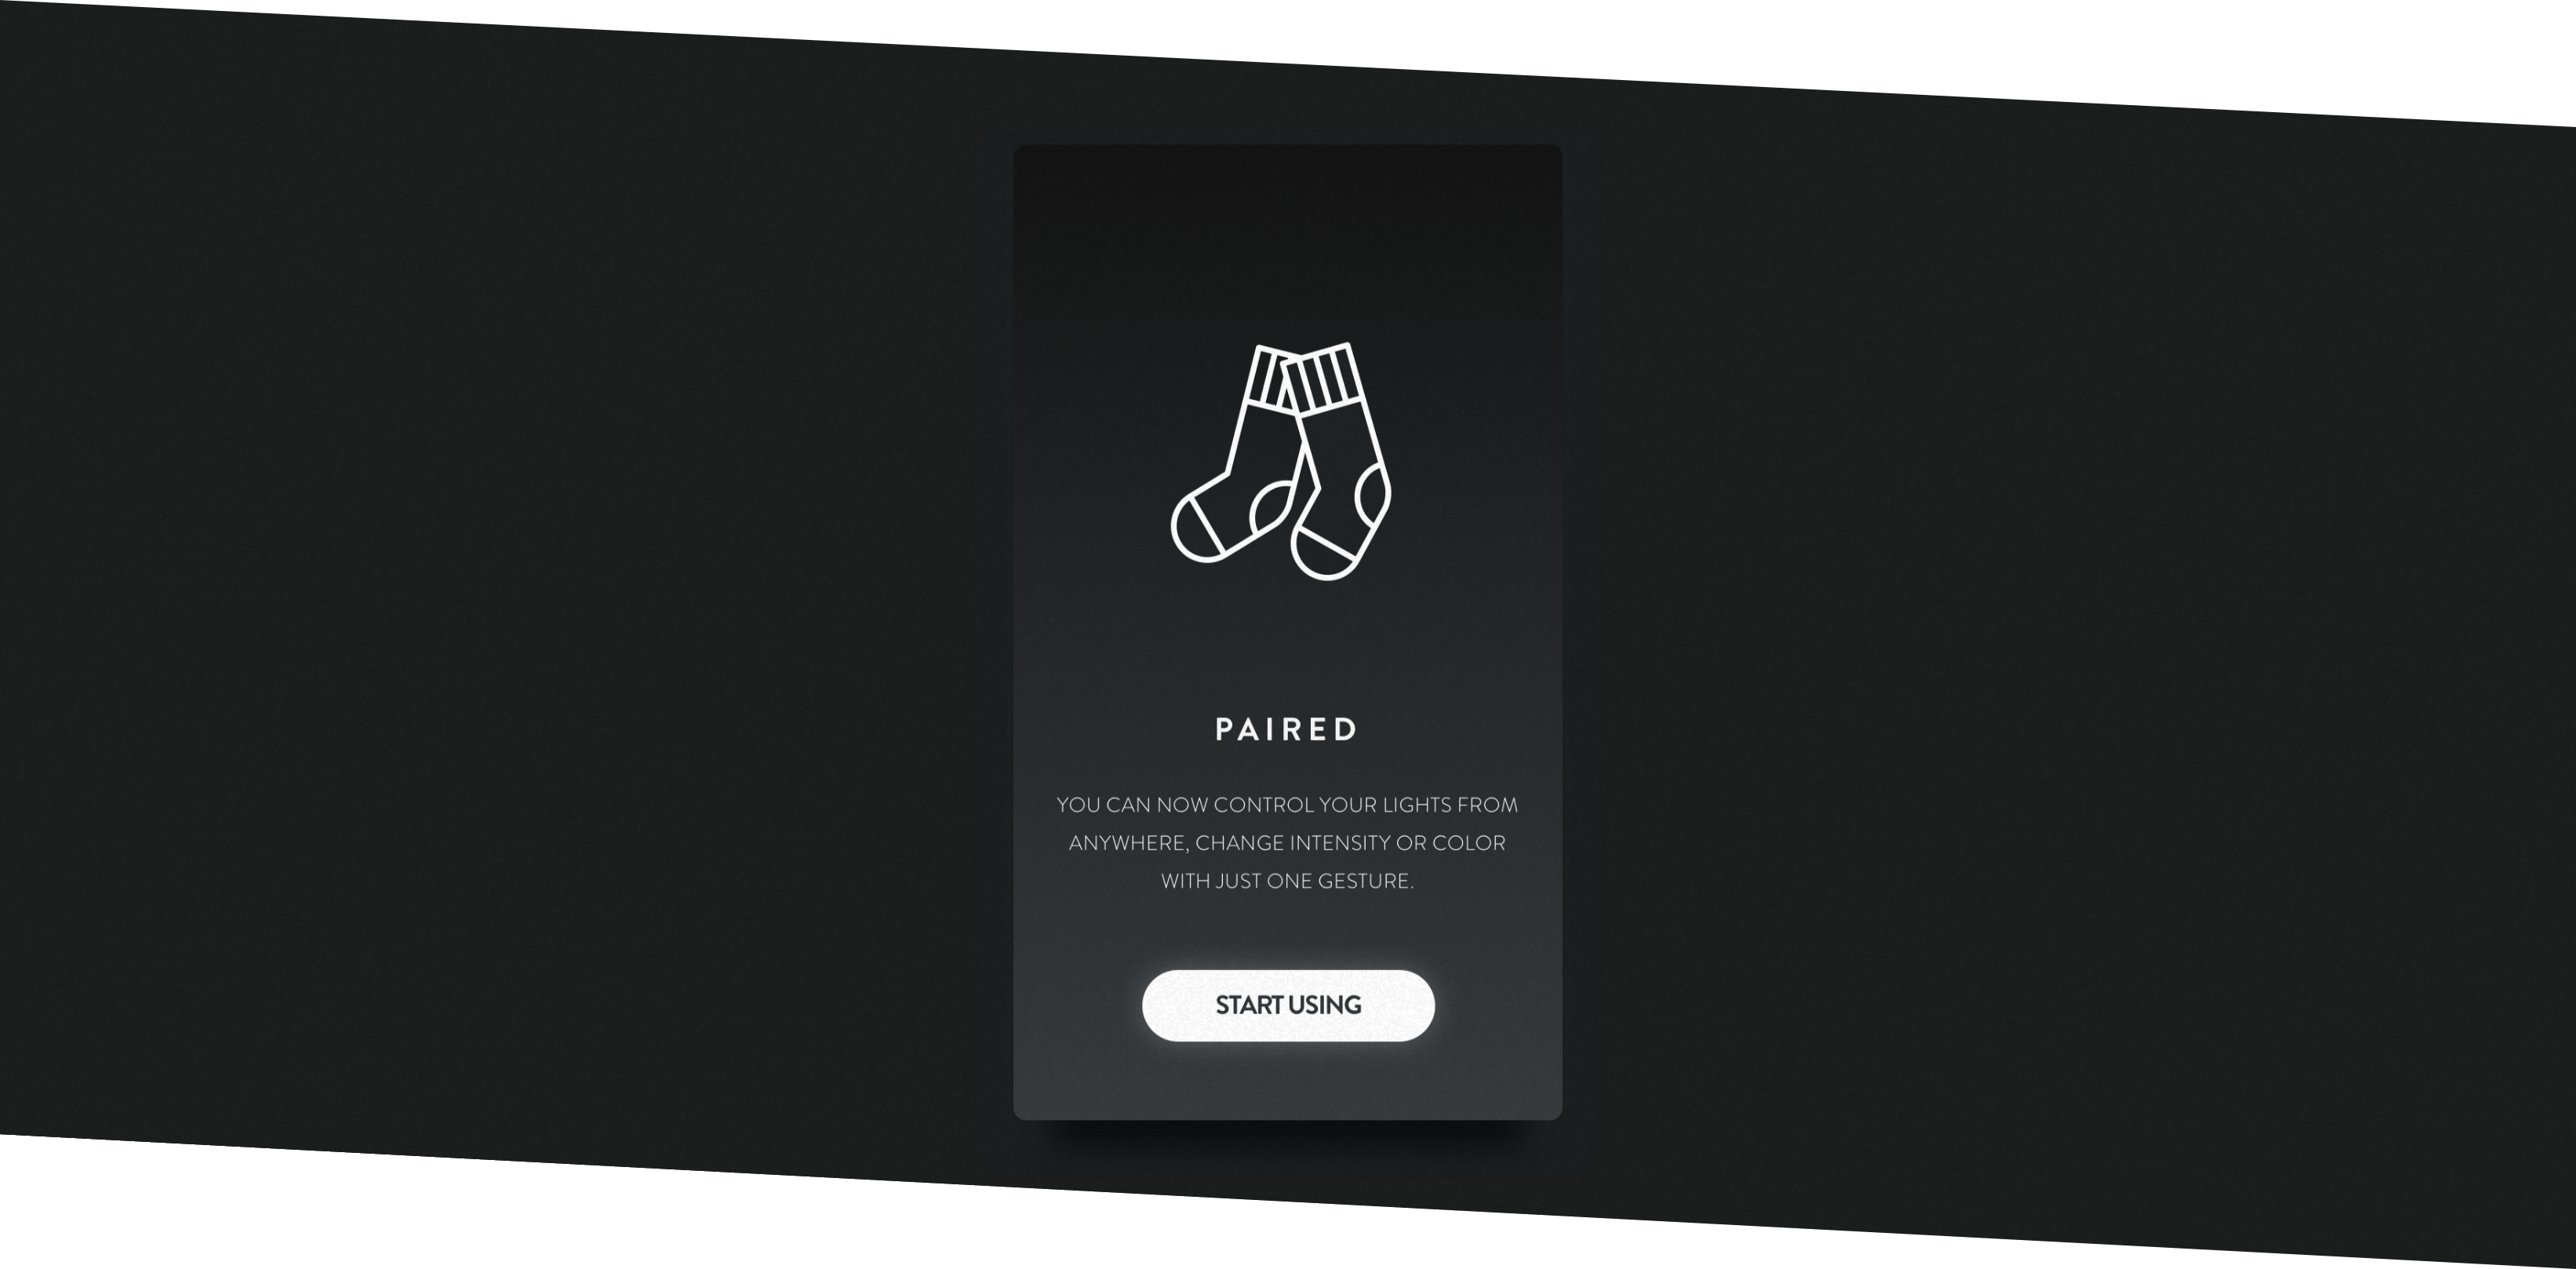 PAIRED
YOU CAN NOW CONTROL YOUR LIGHTS FROM
ANYWHERE, CHANGE INTENSITY OR COLOR
WITH JUST ONE GESTURE.
START USING